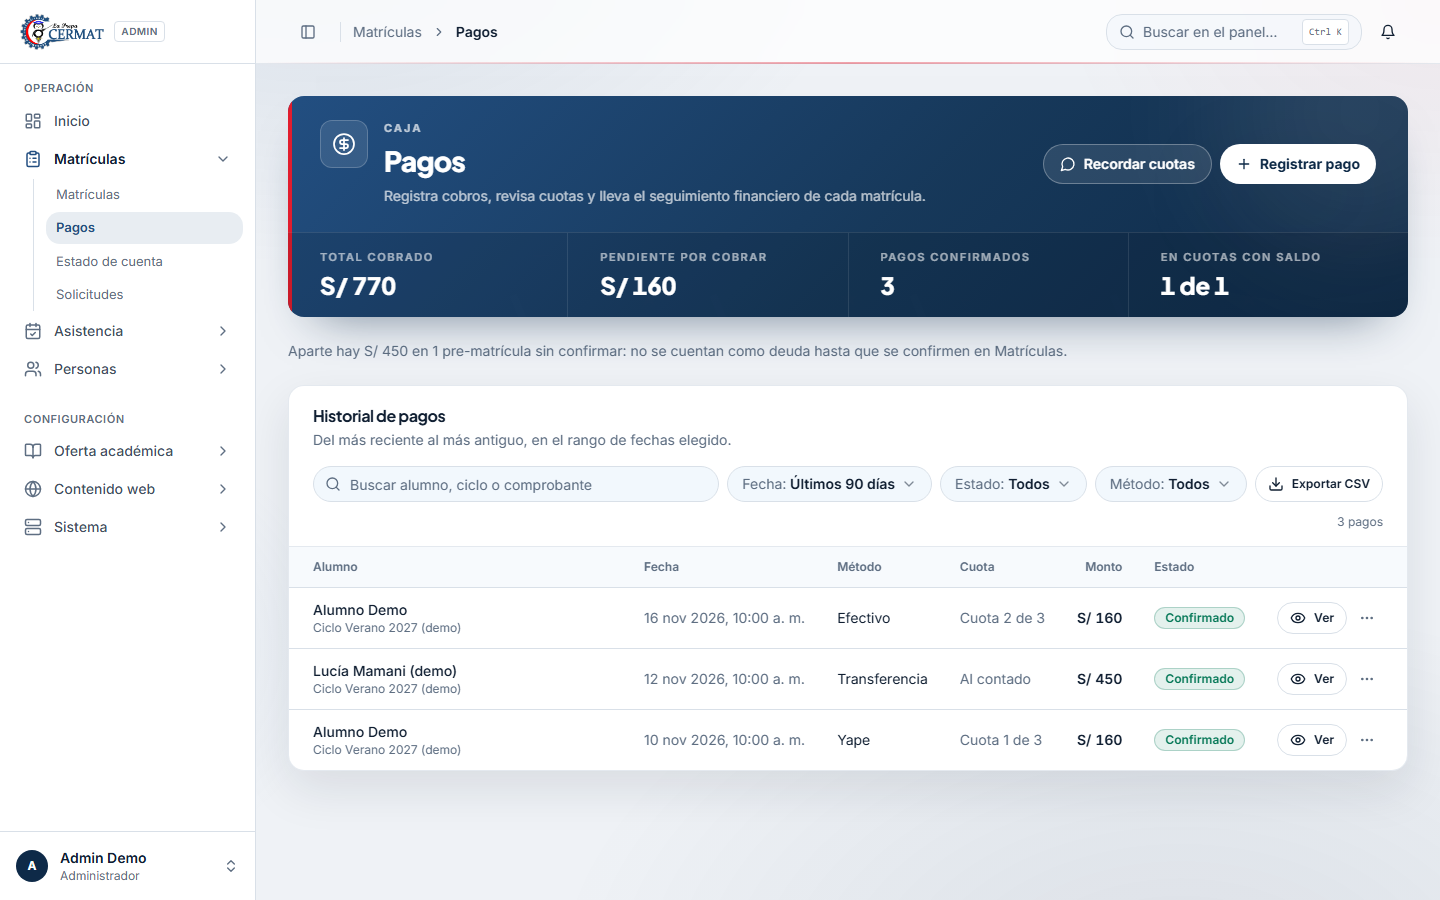 La Prepa
CERMAT
ADMIN
Matrículas
Pagos
Buscar en el panel...
Ctrl K
OPERACIÓN
Inicio
Matrículas
Matrículas
Pagos
Estado de cuenta
Solicitudes
Asistencia
Personas
CONFIGURACIÓN
Oferta académica
Contenido web
Sistema
A
Admin Demo
Administrador
CAJA
Pagos
Registra cobros, revisa cuotas y lleva el seguimiento financiero de cada matrícula.
Recordar cuotas
Registrar pago
TOTAL COBRADO
S/ 770
PENDIENTE POR COBRAR
S/ 160
PAGOS CONFIRMADOS
3
EN CUOTAS CON SALDO
1 de 1
Aparte hay S/ 450 en 1 pre-matrícula sin confirmar: no se cuentan como deuda hasta que se confirmen en Matrículas.
Historial de pagos
Del más reciente al más antiguo, en el rango de fechas elegido.
Buscar alumno, ciclo o comprobante
Fecha: Últimos 90 días
Estado: Todos
Método: Todos
Exportar CSV
3 pagos
Alumno Fecha Método Cuota Monto Estado
Alumno Demo
Ciclo Verano 2027 (demo)
16 nov 2026, 10:00 a. m. Efectivo Cuota 2 de 3 S/ 160 Confirmado Ver
Lucía Mamani (demo)
Ciclo Verano 2027 (demo)
12 nov 2026, 10:00 a. m. Transferencia Al contado S/ 450 Confirmado Ver
Alumno Demo
Ciclo Verano 2027 (demo)
10 nov 2026, 10:00 a. m. Yape Cuota 1 de 3 S/ 160 Confirmado Ver